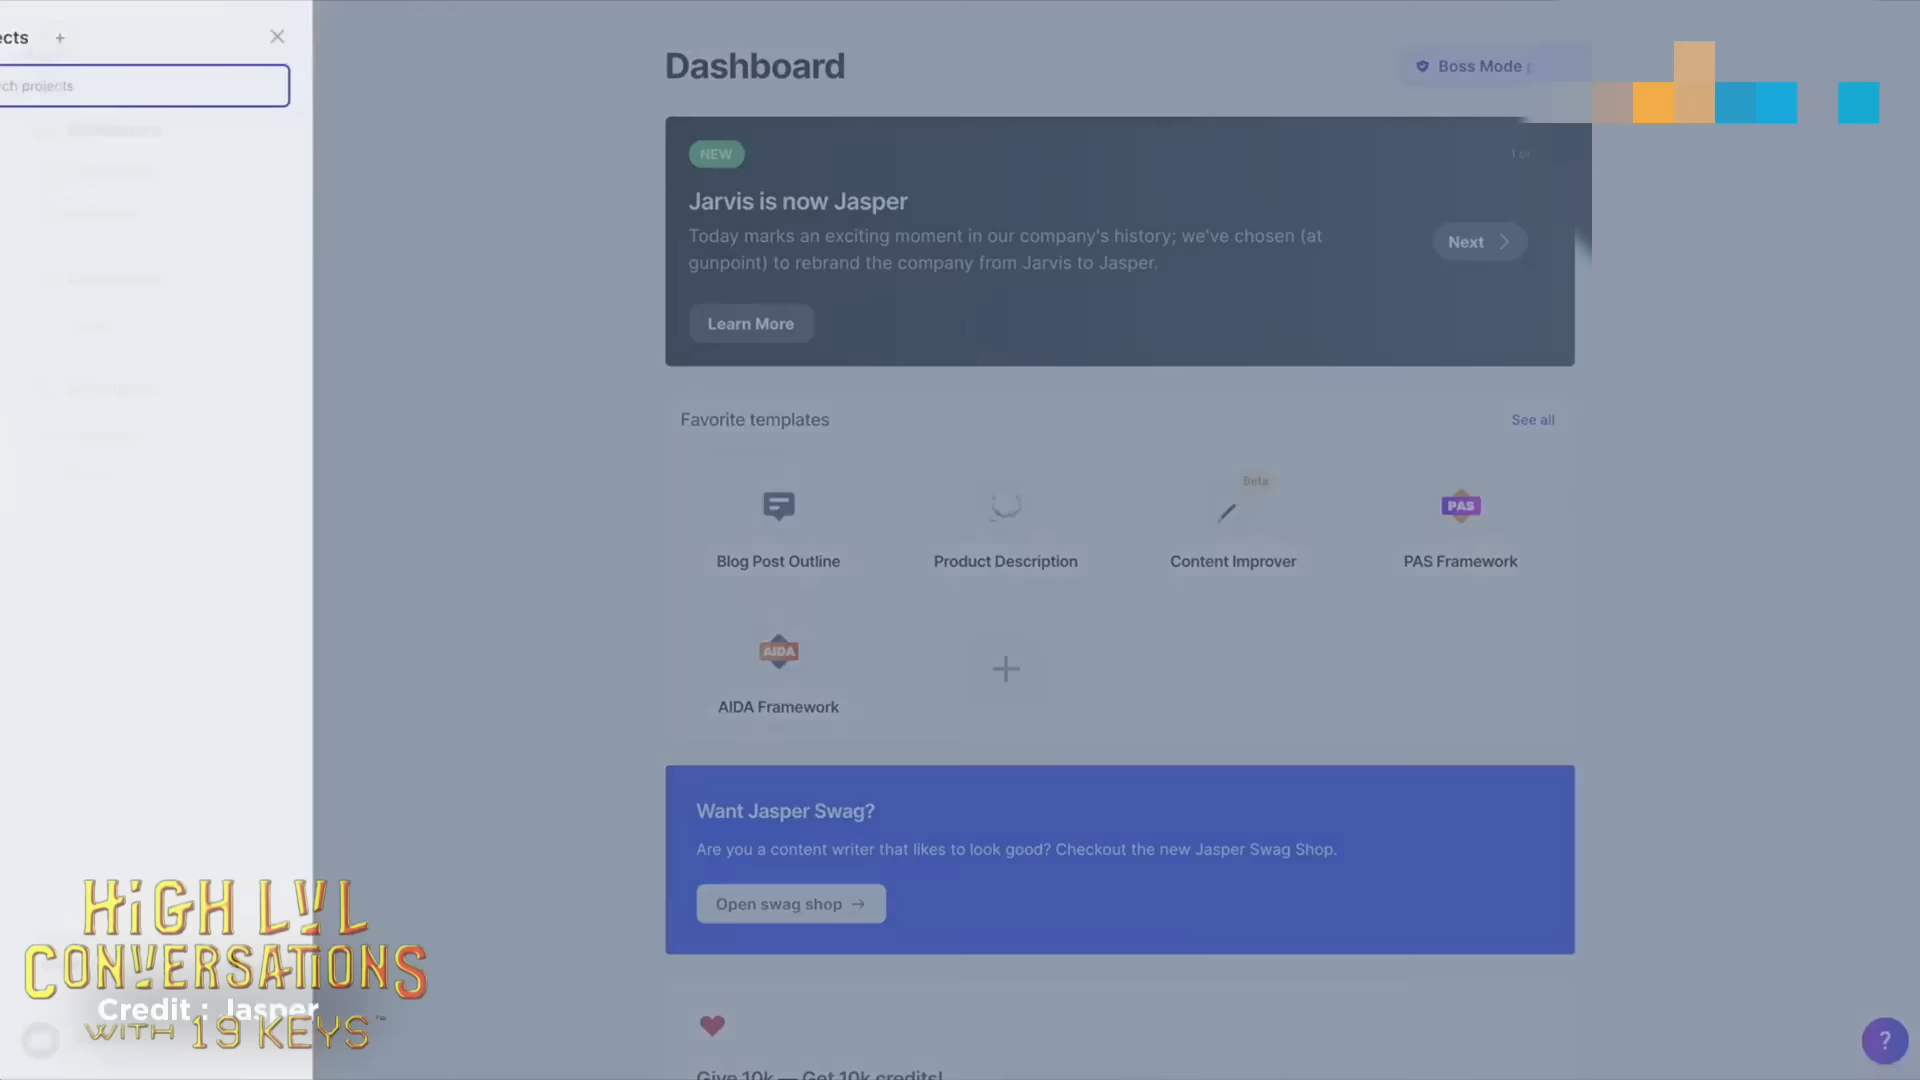 ects +
ch projects
Dashboard
Boss Mode
NEW
1 of
Jarvis is now Jasper
Today marks an exciting moment in our company's history; we've chosen (at
gunpoint) to rebrand the company from Jarvis to Jasper.
Next
Learn More
Favorite templates
See all
Beta
PAS
Blog Post Outline
Product Description
Content Improver
PAS Framework
AIDA
AIDA Framework
Want Jasper Swag?
Are you a content writer that likes to look good? Checkout the new Jasper Swag Shop.
Open swag shop →
Give 10k — Get 10k credits!
HiGH LVL
CONVERSATIONS
Credit : Jasper
WITH 19 KEYS™
?